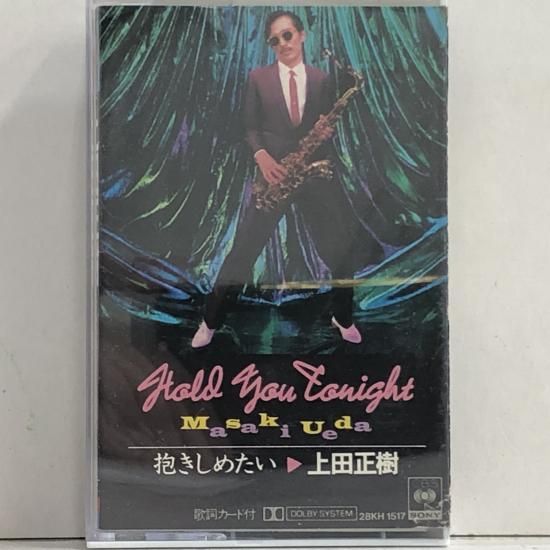 Hold You Tonight
Masaki Ueda
抱きしめたい ▶ 上田正樹
歌詞カード付 DOLBY SYSTEM 28KH 1517
CBS
SONY